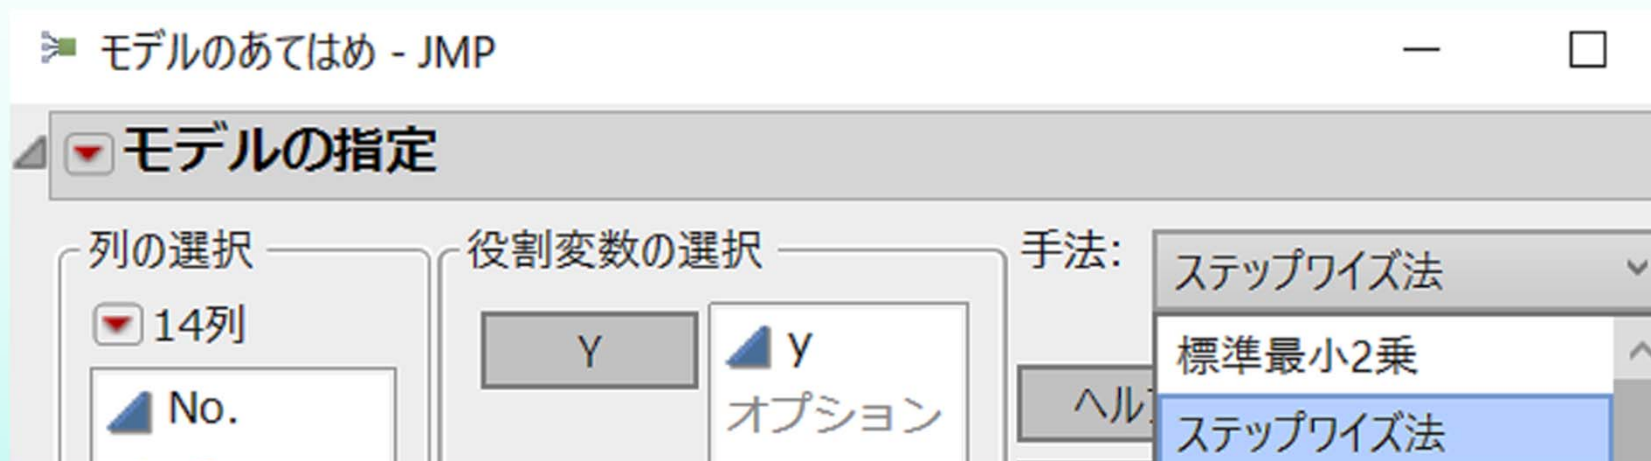 モデルのあてはめ - JMP
モデルの指定
列の選択
14列
No.
役割変数の選択
Y
y
オプション
手法:
ステップワイズ法
標準最小2乗
ステップワイズ法
ヘル